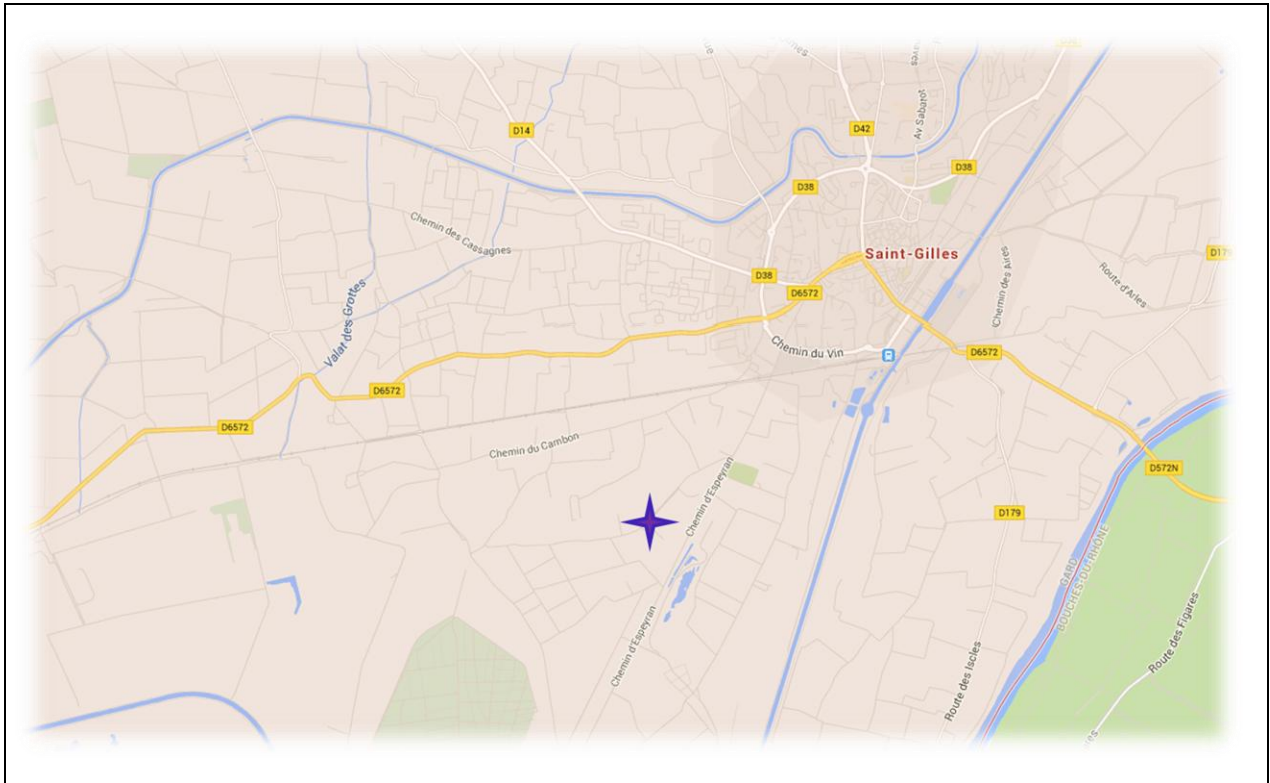 D14
D42
Av Sabatot
D38
D38
Chemin des Cassagnes
Saint-Gilles
D38
D6572
Chemin des Aires
Route d'Arles
Valat des Grottes
Chemin du Vin
D6572
D6572
D6572
Chemin du Cambon
D572N
Chemin d'Espeyran
D179
GARD
BOUCHES-DU-RHÔNE
Route des Figares
Chemin d'Espeyran
Route des Iscles